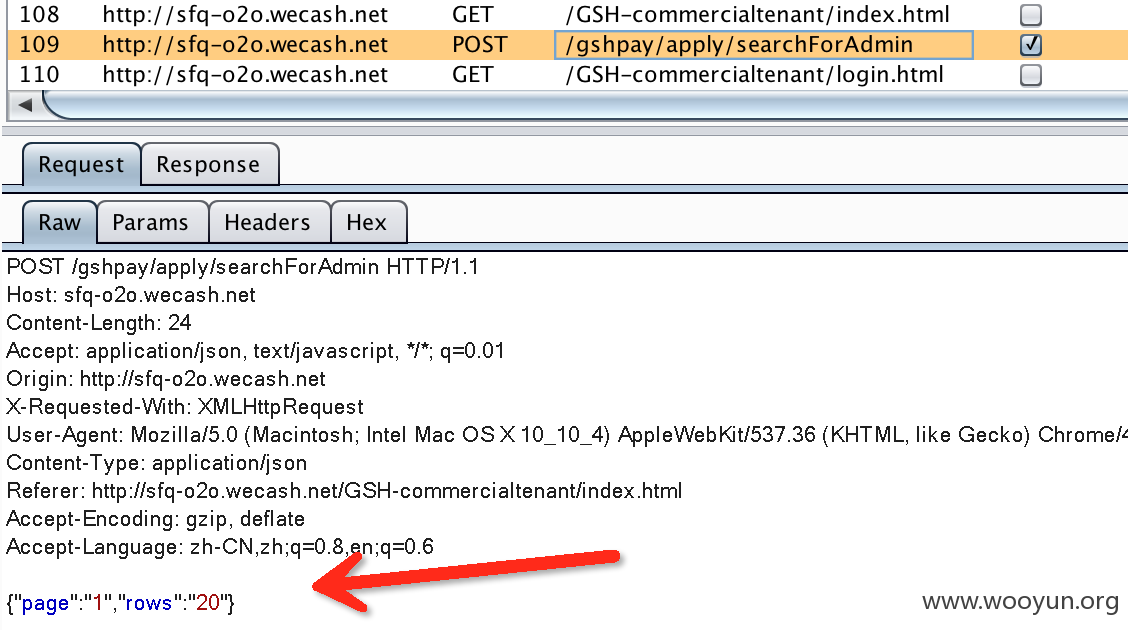 108 http://sfq-o2o.wecash.net GET /GSH-commercialtenant/index.html
109 http://sfq-o2o.wecash.net POST /gshpay/apply/searchForAdmin
110 http://sfq-o2o.wecash.net GET /GSH-commercialtenant/login.html
Request Response
Raw Params Headers Hex
POST /gshpay/apply/searchForAdmin HTTP/1.1
Host: sfq-o2o.wecash.net
Content-Length: 24
Accept: application/json, text/javascript, */*; q=0.01
Origin: http://sfq-o2o.wecash.net
X-Requested-With: XMLHttpRequest
User-Agent: Mozilla/5.0 (Macintosh; Intel Mac OS X 10_10_4) AppleWebKit/537.36 (KHTML, like Gecko) Chrome/4
Content-Type: application/json
Referer: http://sfq-o2o.wecash.net/GSH-commercialtenant/index.html
Accept-Encoding: gzip, deflate
Accept-Language: zh-CN,zh;q=0.8,en;q=0.6
{"page":"1","rows":"20"}
www.wooyun.org